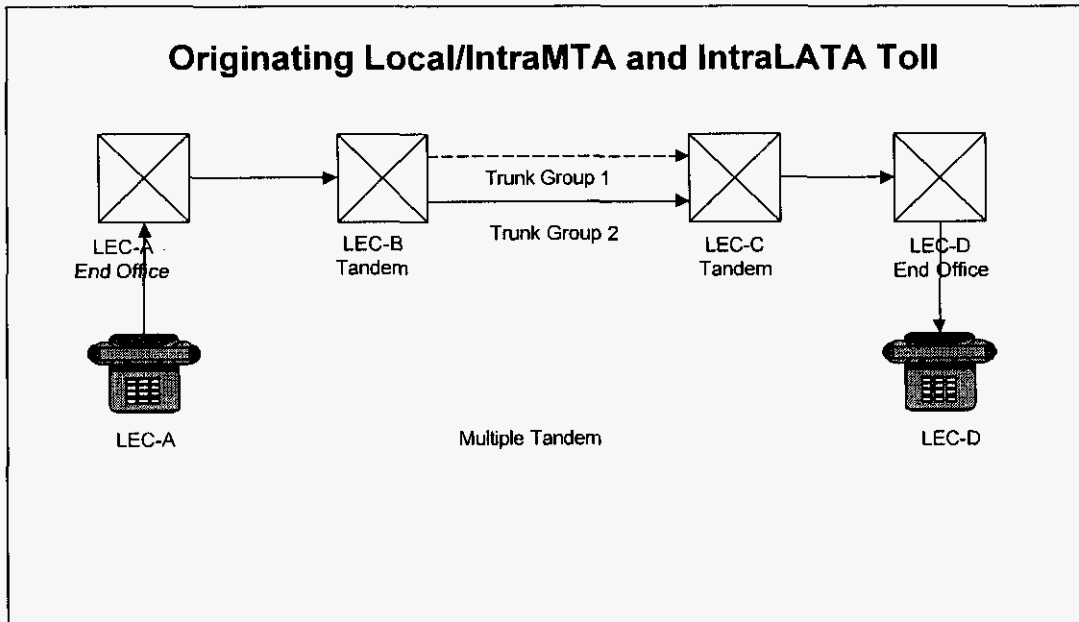 Originating Local/IntraMTA and IntraLATA Toll
Trunk Group 1
Trunk Group 2
LEC-A
End Office
LEC-B
Tandem
LEC-C
Tandem
LEC-D
End Office
LEC-A
Multiple Tandem
LEC-D